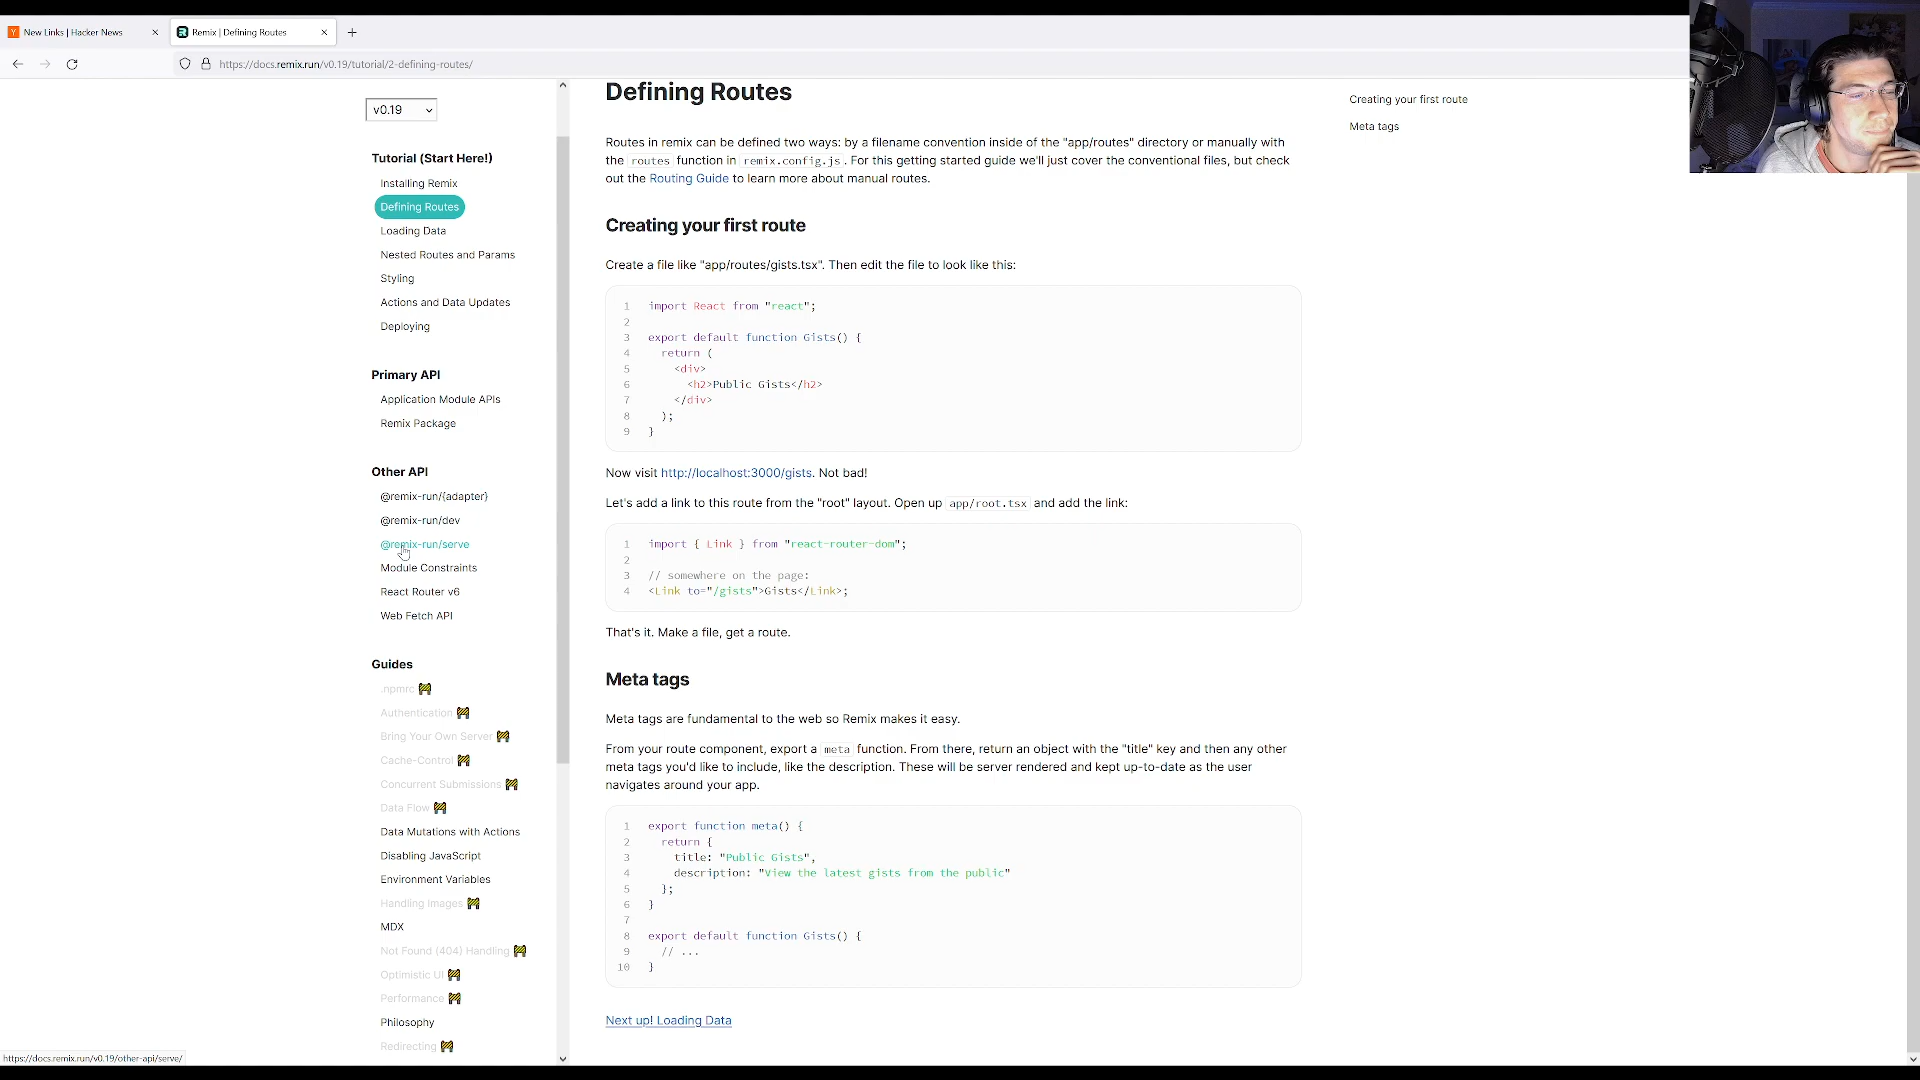 New Links | Hacker News
Remix | Defining Routes
https://docs.remix.run/v0.19/tutorial/2-defining-routes/
v0.19
Tutorial (Start Here!)
Installing Remix
Defining Routes
Loading Data
Nested Routes and Params
Styling
Actions and Data Updates
Deploying
Primary API
Application Module APIs
Remix Package
Other API
@remix-run/{adapter}
@remix-run/dev
@remix-run/serve
Module Constraints
React Router v6
Web Fetch API
Guides
.npmrc 🚧
Authentication 🚧
Bring Your Own Server 🚧
Cache-Control 🚧
Concurrent Submissions 🚧
Data Flow 🚧
Data Mutations with Actions
Disabling JavaScript
Environment Variables
Handling Images 🚧
MDX
Not Found (404) Handling 🚧
Optimistic UI 🚧
Performance 🚧
Philosophy
Redirecting 🚧
https://docs.remix.run/v0.19/other-api/serve/
Defining Routes
Routes in remix can be defined two ways: by a filename convention inside of the "app/routes" directory or manually with
the routes function in remix.config.js. For this getting started guide we'll just cover the conventional files, but check
out the Routing Guide to learn more about manual routes.
Creating your first route
Create a file like "app/routes/gists.tsx". Then edit the file to look like this:
1 import React from "react";
2
3 export default function Gists() {
4 return (
5 <div>
6 <h2>Public Gists</h2>
7 </div>
8 );
9 }
Now visit http://localhost:3000/gists. Not bad!
Let's add a link to this route from the "root" layout. Open up app/root.tsx and add the link:
1 import { Link } from "react-router-dom";
2
3 // somewhere on the page:
4 <Link to="/gists">Gists</Link>;
That's it. Make a file, get a route.
Meta tags
Meta tags are fundamental to the web so Remix makes it easy.
From your route component, export a meta function. From there, return an object with the "title" key and then any other
meta tags you'd like to include, like the description. These will be server rendered and kept up-to-date as the user
navigates around your app.
1 export function meta() {
2 return {
3 title: "Public Gists",
4 description: "View the latest gists from the public"
5 };
6 }
7
8 export default function Gists() {
9 // ...
10 }
Next up! Loading Data
Creating your first route
Meta tags